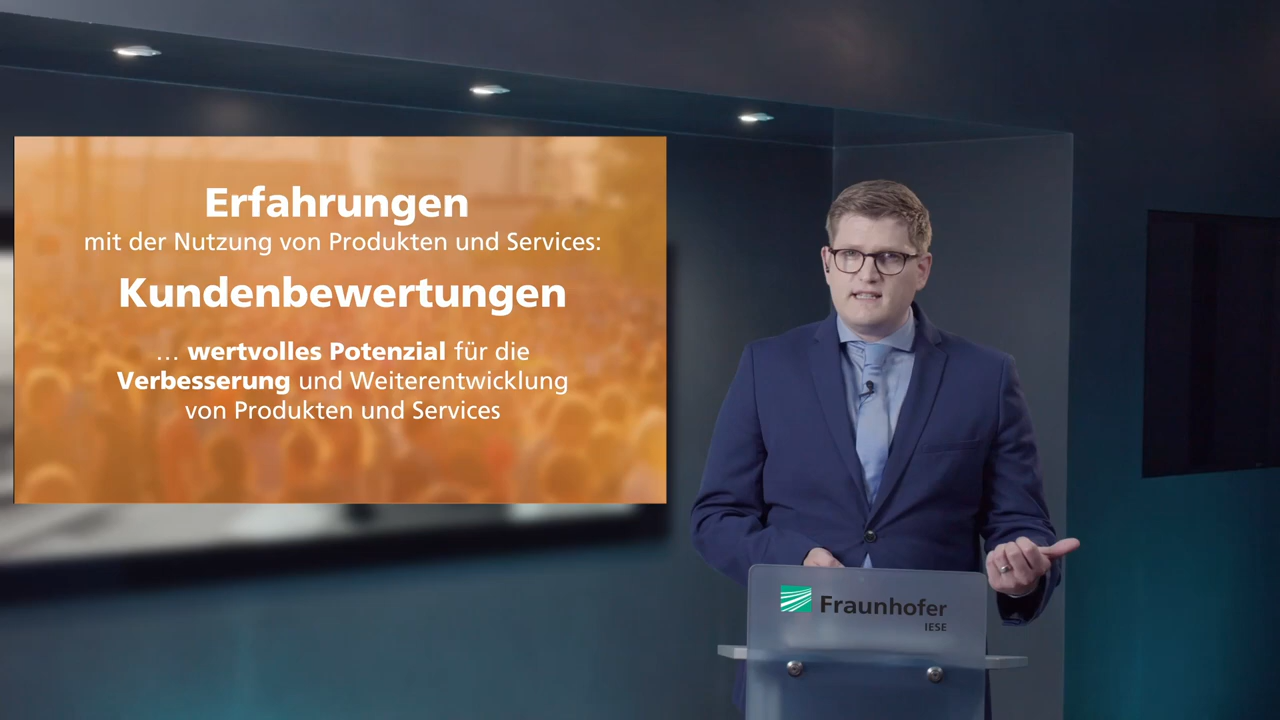 Erfahrungen
mit der Nutzung von Produkten und Services:
Kundenbewertungen
... wertvolles Potenzial für die
Verbesserung und Weiterentwicklung
von Produkten und Services
Fraunhofer
IESE